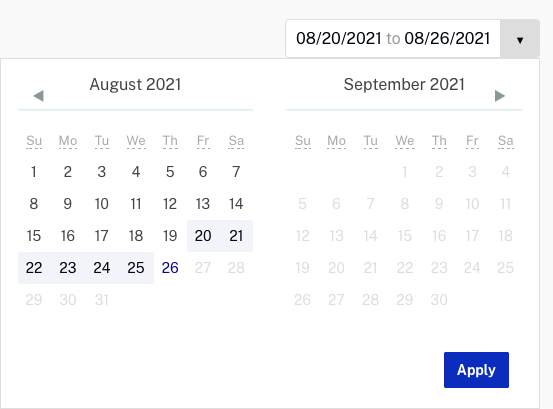 08/20/2021 to 08/26/2021
August 2021
Su Mo Tu We Th Fr Sa
1 2 3 4 5 6 7
8 9 10 11 12 13 14
15 16 17 18 19 20 21
22 23 24 25 26 27 28
29 30 31
September 2021
Su Mo Tu We Th Fr Sa
1 2 3 4
5 6 7 8 9 10 11
12 13 14 15 16 17 18
19 20 21 22 23 24 25
26 27 28 29 30
Apply